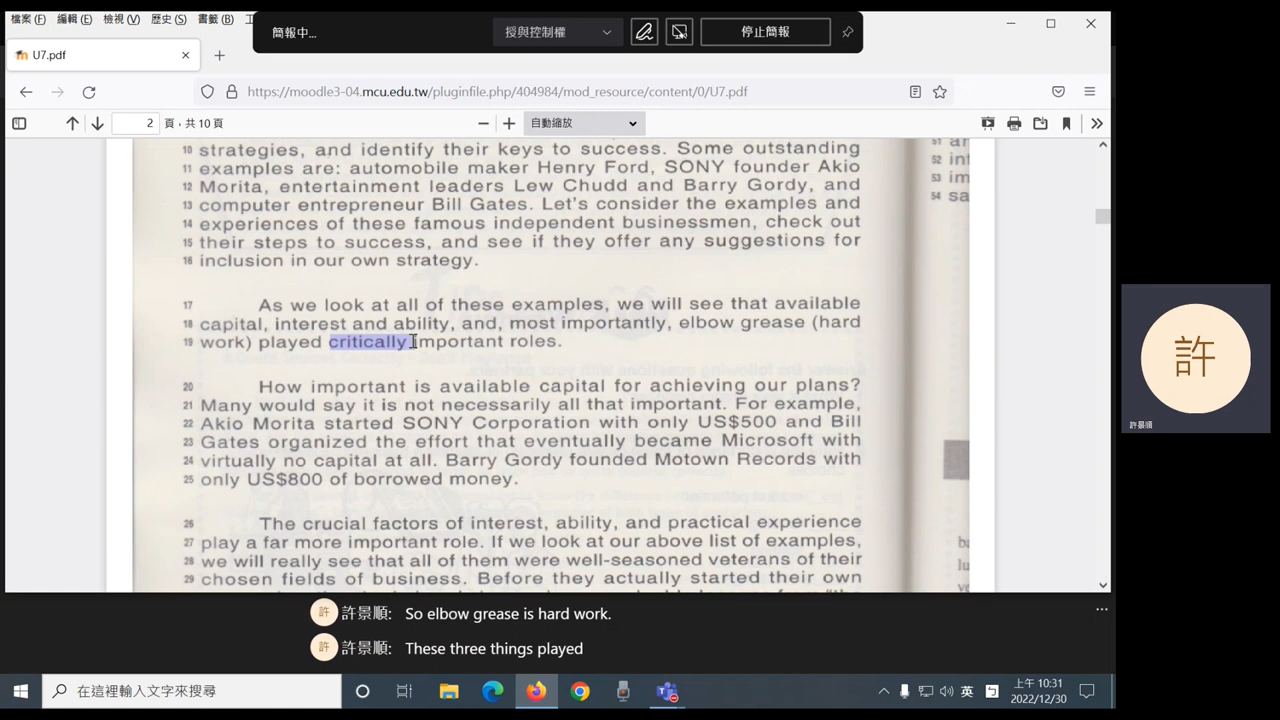 檔案 (F) 編輯 (E) 檢視 (V) 歷史 (S) 書籤 (B)
簡報中...
授與控制權
停止簡報
U7.pdf
https://moodle3-04.mcu.edu.tw/pluginfile.php/404984/mod_resource/content/0/U7.pdf
2 頁，共 10 頁
自動縮放
10 strategies, and identify their keys to success. Some outstanding
11 examples are: automobile maker Henry Ford, SONY founder Akio
12 Morita, entertainment leaders Lew Chudd and Barry Gordy, and
13 computer entrepreneur Bill Gates. Let's consider the examples and
14 experiences of these famous independent businessmen, check out
15 their steps to success, and see if they offer any suggestions for
16 inclusion in our own strategy.
17 As we look at all of these examples, we will see that available
18 capital, interest and ability, and, most importantly, elbow grease (hard
19 work) played critically important roles.
20 How important is available capital for achieving our plans?
21 Many would say it is not necessarily all that important. For example,
22 Akio Morita started SONY Corporation with only US$500 and Bill
23 Gates organized the effort that eventually became Microsoft with
24 virtually no capital at all. Barry Gordy founded Motown Records with
25 only US$800 of borrowed money.
26 The crucial factors of interest, ability, and practical experience
27 play a far more important role. If we look at our above list of examples,
28 we will really see that all of them were well-seasoned veterans of their
29 chosen fields of business. Before they actually started their own
52 int
53 im
54 sa
許
許景順
許 許景順: So elbow grease is hard work.
許 許景順: These three things played
在這裡輸入文字來搜尋
英
上午 10:31
2022/12/30